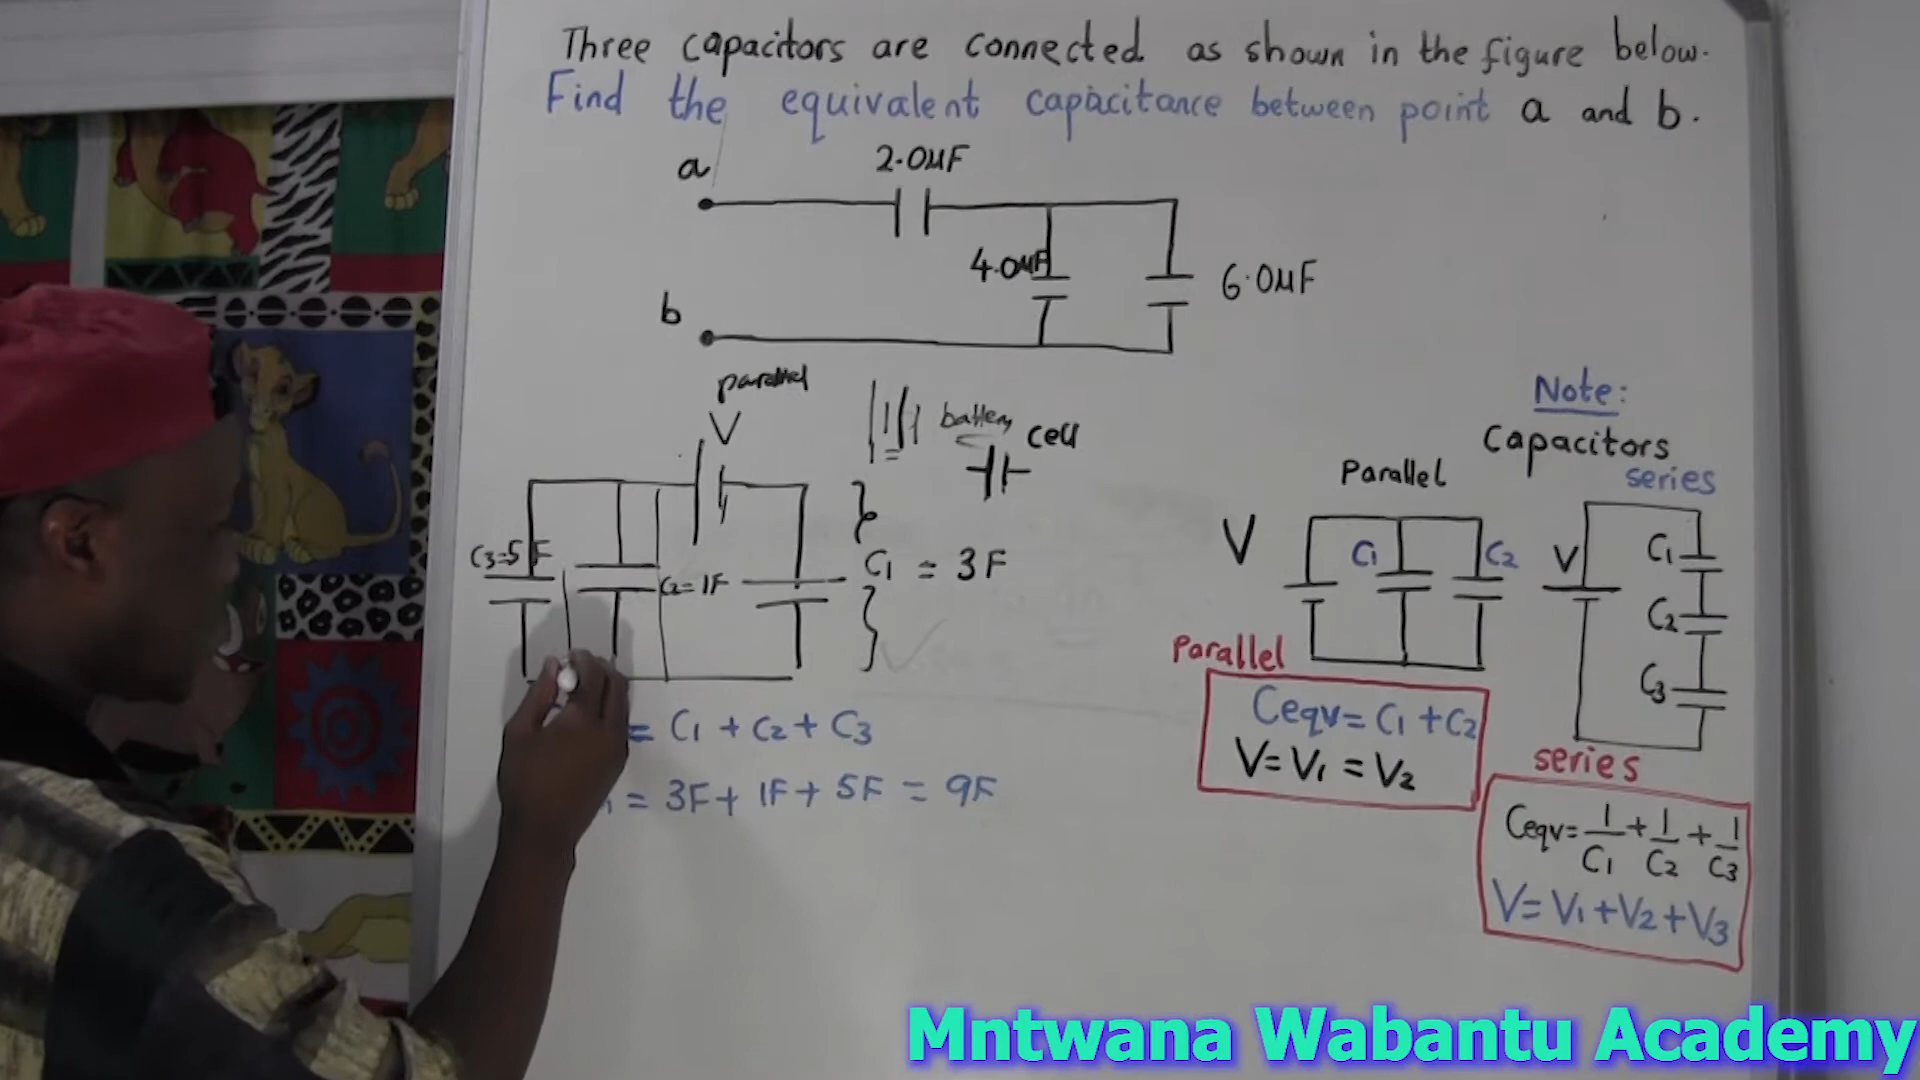 Three capacitors are connected as shown in the figure below.
Find the equivalent capacitance between point a and b.
a
2.0μF
4.0μF
6.0μF
b
parallel
V
battery
cell
C3=5F
C2=1F
C1 = 3F
= C1 + C2 + C3
= 3F + 1F + 5F = 9F
Note:
Capacitors
Parallel
series
V
C1
C2
V
C1
C2
C3
Parallel
Ceqv= C1 + C2
V= V1 = V2
series
Ceqv= 1/C1 + 1/C2 + 1/C3
V= V1 + V2 + V3
Mntwana Wabantu Academy